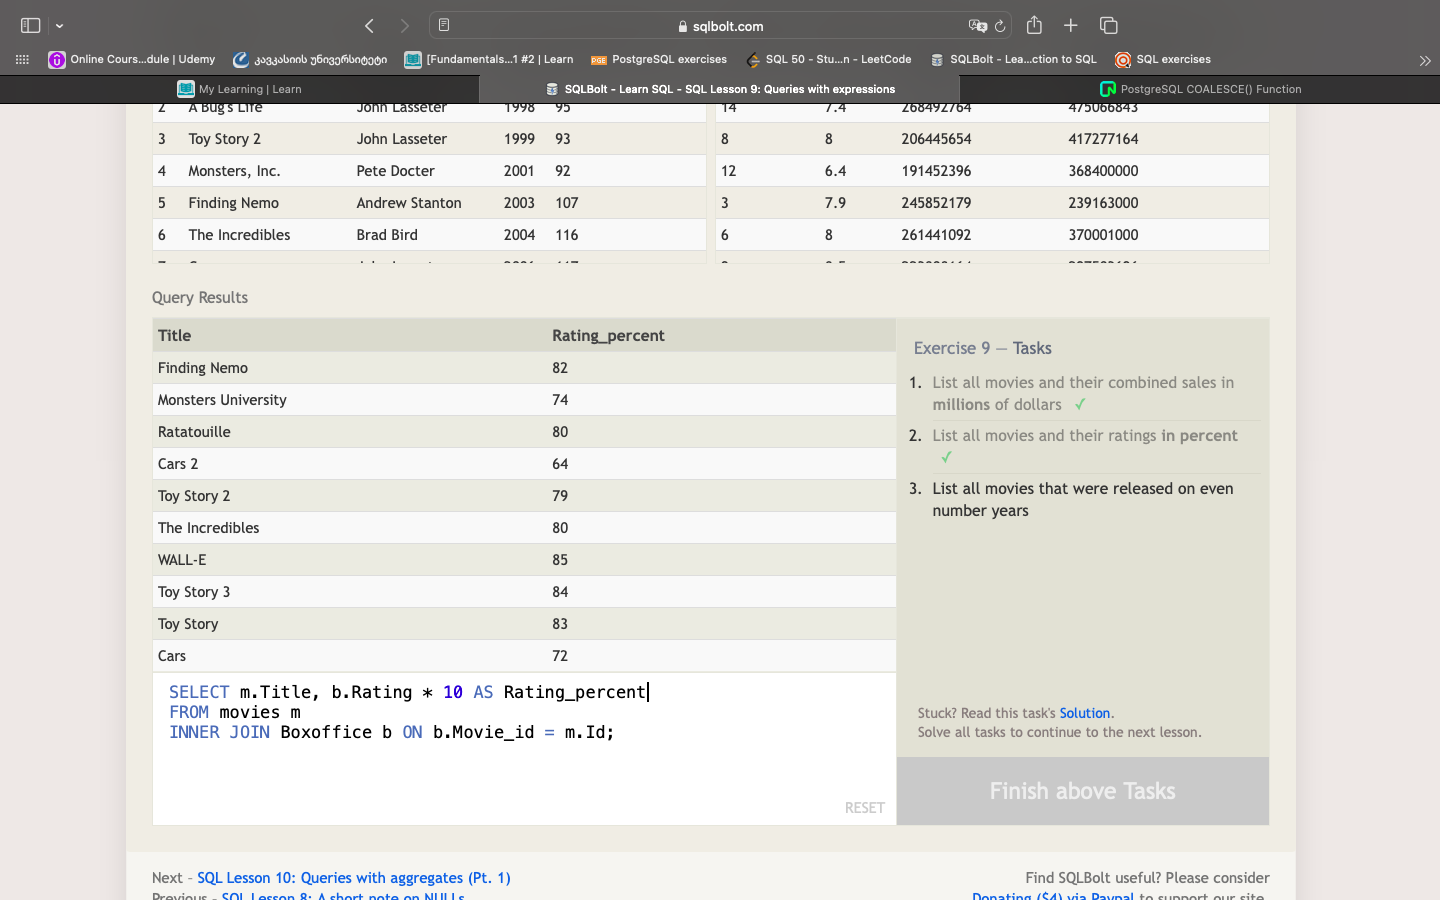 sqlbolt.com
Online Cours...dule | Udemy
კავკასიის უნივერსიტეტი
[Fundamentals...1 #2 | Learn
PGE PostgreSQL exercises
SQL 50 - Stu...n - LeetCode
SQLBolt - Lea...ction to SQL
SQL exercises
My Learning | Learn
SQLBolt - Learn SQL - SQL Lesson 9: Queries with expressions
PostgreSQL COALESCE() Function
2 A Bug's Life John Lasseter 1998 95 14 7.4 268492764 475066843
3 Toy Story 2 John Lasseter 1999 93 8 8 206445654 417277164
4 Monsters, Inc. Pete Docter 2001 92 12 6.4 191452396 368400000
5 Finding Nemo Andrew Stanton 2003 107 3 7.9 245852179 239163000
6 The Incredibles Brad Bird 2004 116 6 8 261441092 370001000
Query Results
Title Rating_percent
Finding Nemo 82
Monsters University 74
Ratatouille 80
Cars 2 64
Toy Story 2 79
The Incredibles 80
WALL-E 85
Toy Story 3 84
Toy Story 83
Cars 72
SELECT m.Title, b.Rating * 10 AS Rating_percent
FROM movies m
INNER JOIN Boxoffice b ON b.Movie_id = m.Id;
RESET
Exercise 9 — Tasks
1. List all movies and their combined sales in
millions of dollars ✓
2. List all movies and their ratings in percent
✓
3. List all movies that were released on even
number years
Stuck? Read this task's Solution.
Solve all tasks to continue to the next lesson.
Finish above Tasks
Next – SQL Lesson 10: Queries with aggregates (Pt. 1)
Previous – SQL Lesson 8: A short note on NULLs
Find SQLBolt useful? Please consider
Donating ($4) via Paypal to support our site.